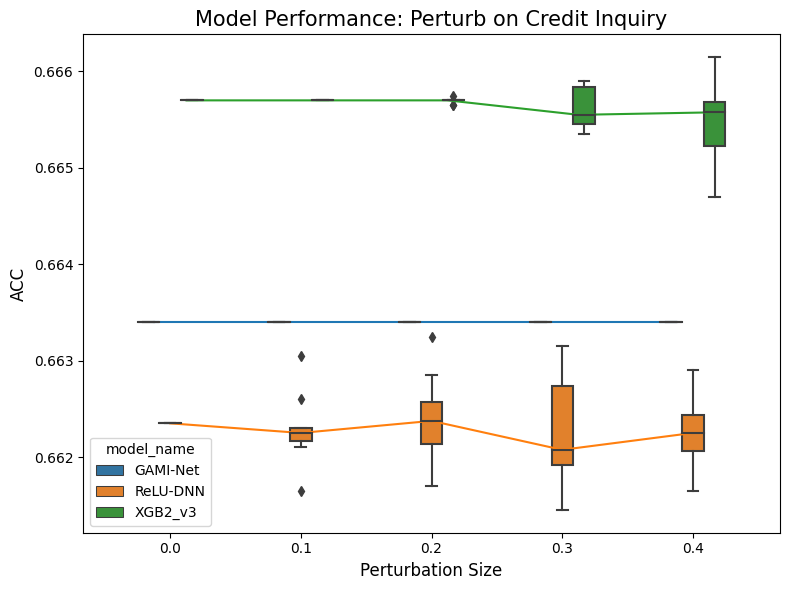 Model Performance: Perturb on Credit Inquiry
ACC
0.666
0.665
0.664
0.663
0.662
model_name
GAMI-Net
ReLU-DNN
XGB2_v3
0.0 0.1 0.2 0.3 0.4
Perturbation Size